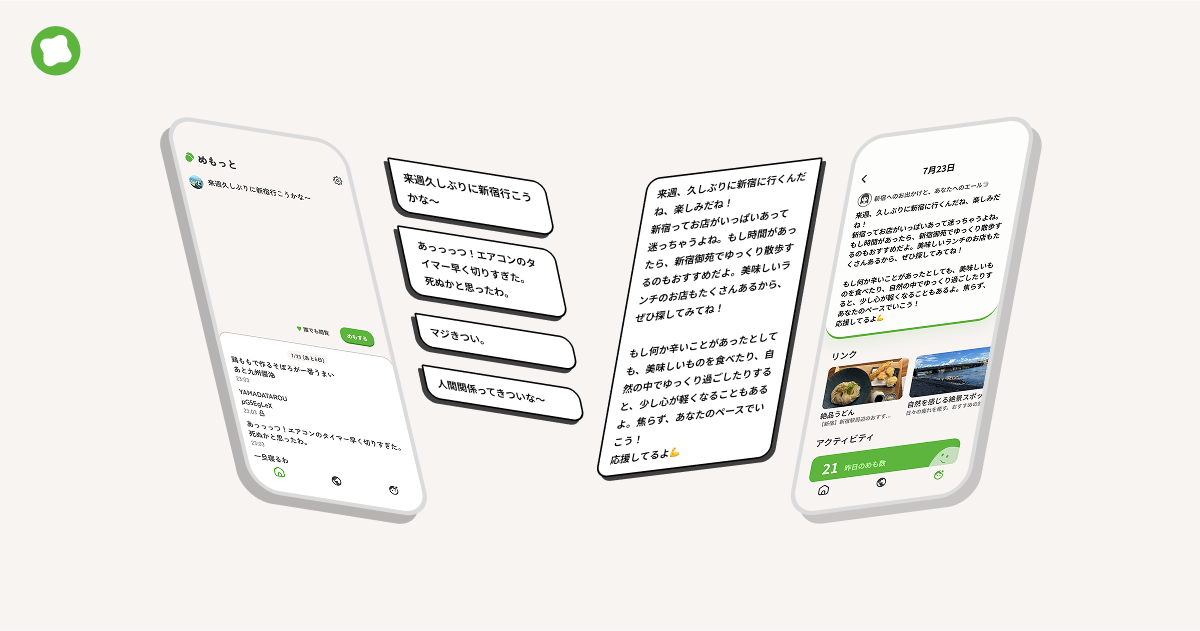 めもっと
来週久しぶりに新宿行こうかな〜
誰でも閲覧
めもする
7/23 (あと6日)
鶏ももで作るそぼろが一番うまい
あと九州醤油
23:03
YAMADATAROU
pG5EgLeX
23:03
あっっっつ！エアコンのタイマー早く切りすぎた。
死ぬかと思ったわ。
23:03
一旦寝るわ
来週久しぶりに新宿行こう
かな〜
あっっっつ！エアコンのタ
イマー早く切りすぎた。
死ぬかと思ったわ。
マジきつい。
人間関係ってきついな〜
来週、久しぶりに新宿に行くんだ
ね、楽しみだね！
新宿ってお店がいっぱいあって
迷っちゃうよね。もし時間があっ
たら、新宿御苑でゆっくり散歩す
るのもおすすめだよ。美味しいラ
ンチのお店もたくさんあるから、
ぜひ探してみてね！
もし何か辛いことがあったとして
も、美味しいものを食べたり、自
然の中でゆっくり過ごしたりする
と、少し心が軽くなることもある
よ。焦らず、あなたのペースでい
こう！
応援してるよ💪
7月23日
新宿へのお出かけと、あなたへのエール
来週、久しぶりに新宿に行くんだね、楽しみだ
ね！
新宿ってお店がいっぱいあって迷っちゃうよね。
もし時間があったら、新宿御苑でゆっくり散歩す
るのもおすすめだよ。美味しいランチのお店もた
くさんあるから、ぜひ探してみてね！
もし何か辛いことがあったとしても、美味しいも
のを食べたり、自然の中でゆっくり過ごしたりす
ると、少し心が軽くなることもあるよ。焦らず、
あなたのペースでいこう！
応援してるよ💪
リンク
絶品うどん
【新宿】新宿駅周辺のおすす...
自然を感じる絶景スポッ
日々の疲れを癒す、おすすめの
アクティビティ
21 昨日のめも数